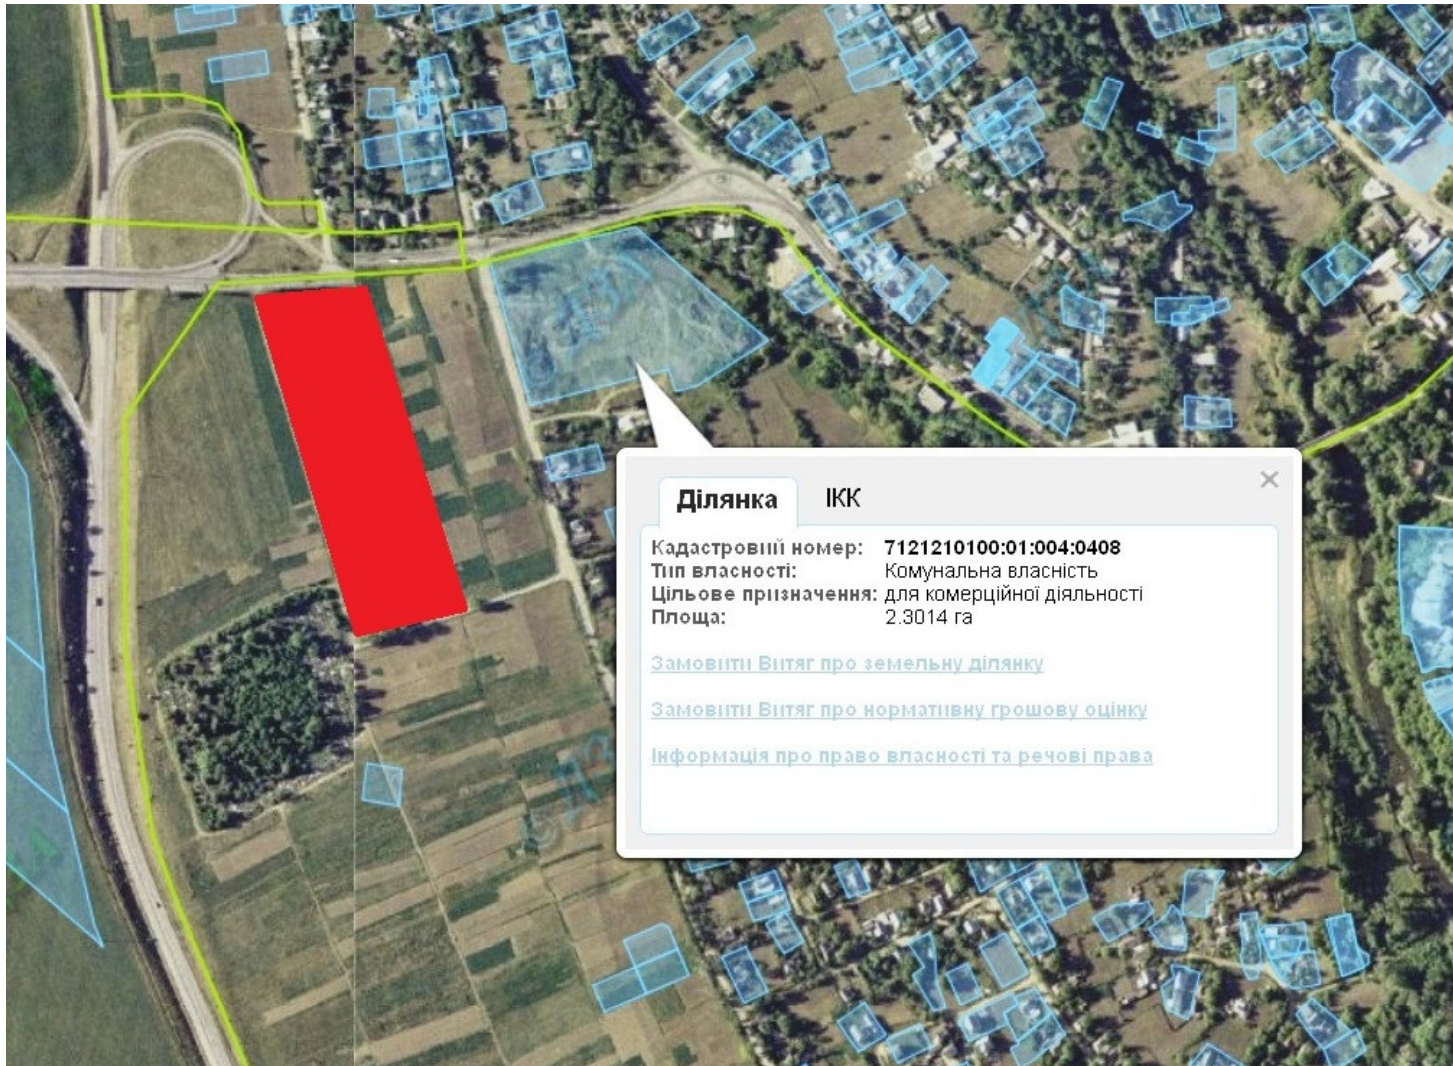 Ділянка
ІКК
Кадастровий номер: 7121210100:01:004:0408
Тип власності: Комунальна власність
Цільове призначення: для комерційної діяльності
Площа: 2.3014 га
Замовити Витяг про земельну ділянку
Замовити Витяг про нормативну грошову оцінку
Інформація про право власності та речові права